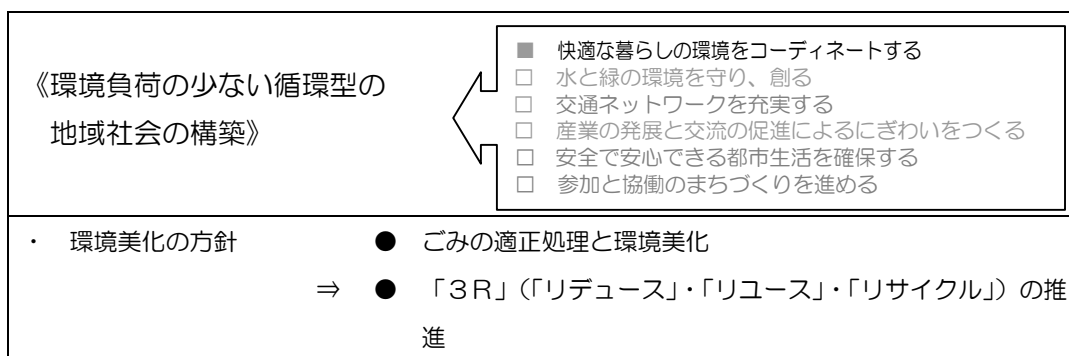 《環境負荷の少ない循環型の
地域社会の構築》
■ 快適な暮らしの環境をコーディネートする
□ 水と緑の環境を守り、創る
□ 交通ネットワークを充実する
□ 産業の発展と交流の促進によるにぎわいをつくる
□ 安全で安心できる都市生活を確保する
□ 参加と協働のまちづくりを進める
・ 環境美化の方針 ● ごみの適正処理と環境美化
⇒ ● 「3R」(「リデュース」・「リユース」・「リサイクル」)の推
進